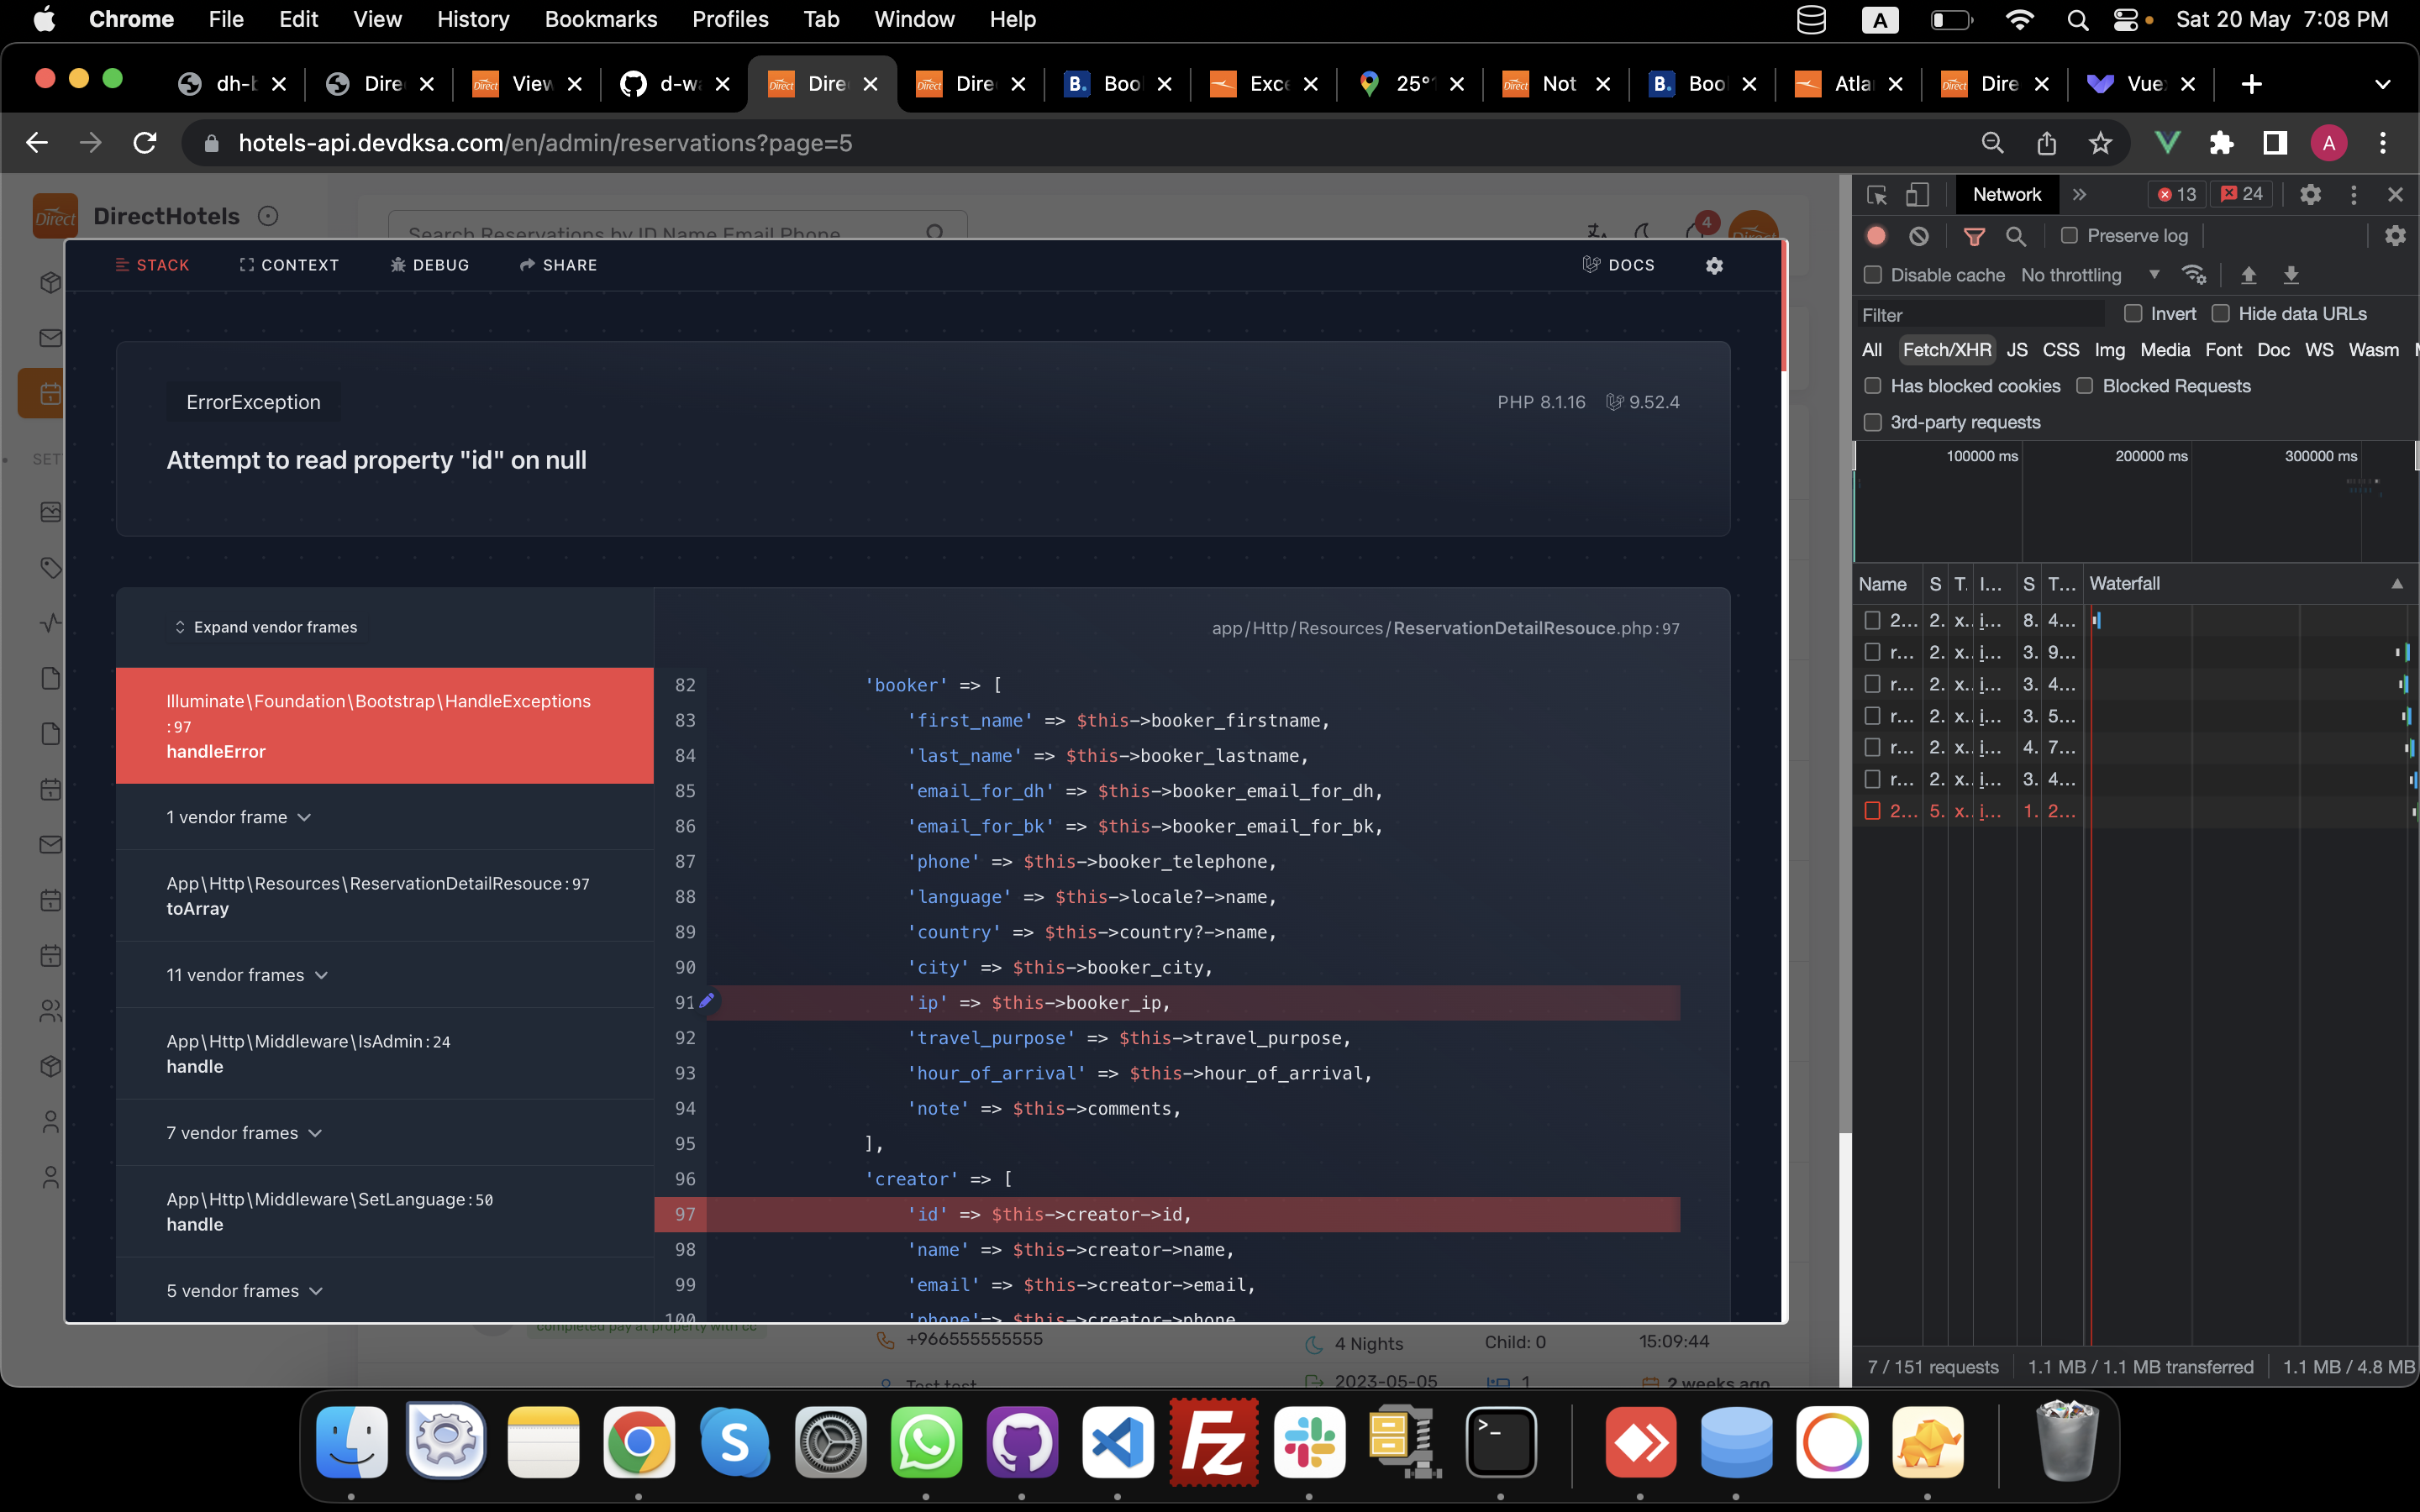 Chrome File Edit View History Bookmarks Profiles Tab Window Help A Sat 20 May 7:08 PM
dh-b Dire View d-wa Dire Dire B. Boo Exce 25°1 Not B. Boo Atla Dire Vue
hotels-api.devdksa.com/en/admin/reservations?page=5 A
Direct DirectHotels
Search Reservations by ID Name Email Phone 4
SET
STACK CONTEXT DEBUG SHARE DOCS
ErrorException PHP 8.1.16 9.52.4
Attempt to read property "id" on null
Expand vendor frames
Illuminate\Foundation\Bootstrap\HandleExceptions
:97
handleError
1 vendor frame
App\Http\Resources\ReservationDetailResouce:97
toArray
11 vendor frames
App\Http\Middleware\IsAdmin:24
handle
7 vendor frames
App\Http\Middleware\SetLanguage:50
handle
5 vendor frames
app/Http/Resources/ReservationDetailResouce.php:97
82 'booker' => [
83 'first_name' => $this->booker_firstname,
84 'last_name' => $this->booker_lastname,
85 'email_for_dh' => $this->booker_email_for_dh,
86 'email_for_bk' => $this->booker_email_for_bk,
87 'phone' => $this->booker_telephone,
88 'language' => $this->locale?->name,
89 'country' => $this->country?->name,
90 'city' => $this->booker_city,
91 'ip' => $this->booker_ip,
92 'travel_purpose' => $this->travel_purpose,
93 'hour_of_arrival' => $this->hour_of_arrival,
94 'note' => $this->comments,
95 ],
96 'creator' => [
97 'id' => $this->creator->id,
98 'name' => $this->creator->name,
99 'email' => $this->creator->email,
100 'phone'=> $this->creator->phone
completed pay at property with cc
+966555555555 4 Nights Child: 0 15:09:44
Test test 2023-05-05 1 2 weeks ago
Network 13 24
Preserve log
Disable cache No throttling
Filter Invert Hide data URLs
All Fetch/XHR JS CSS Img Media Font Doc WS Wasm
Has blocked cookies Blocked Requests
3rd-party requests
100000 ms 200000 ms 300000 ms
Name S T. I... S T... Waterfall
2... 2. x.. i... 8. 4...
r... 2. x.. i... 3. 9...
r... 2. x.. i... 3. 4...
r... 2. x.. i... 3. 5...
r... 2. x.. i... 4. 7...
r... 2. x.. i... 3. 4...
2... 5. x.. i... 1. 2...
7 / 151 requests 1.1 MB / 1.1 MB transferred 1.1 MB / 4.8 MB
S Fz >_